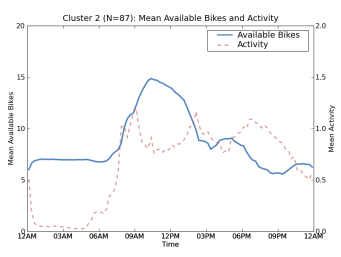 Cluster 2 (N=87): Mean Available Bikes and Activity
20
15
10
5
0
Mean Available Bikes
Available Bikes
Activity
2.0
1.5
1.0
0.5
0.0
Mean Activity
12AM 03AM 06AM 09AM 12PM 03PM 06PM 09PM 12AM
Time